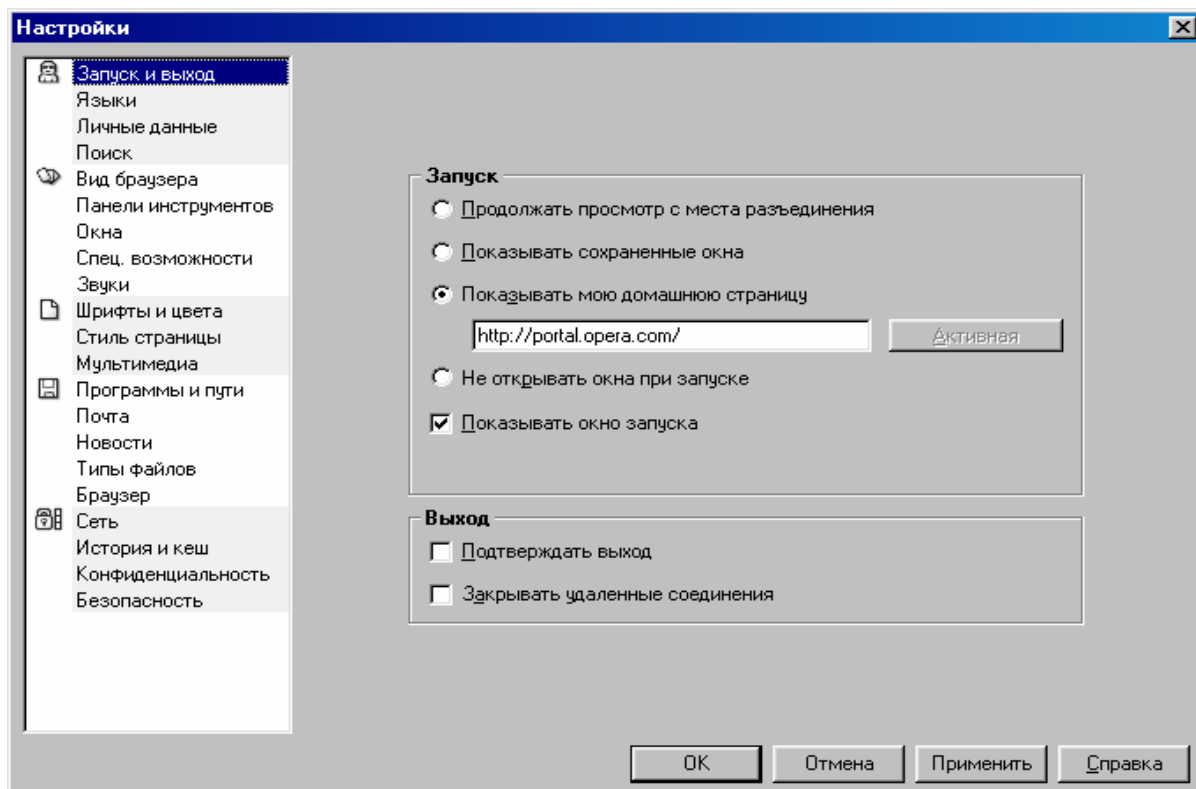 Настройки
Запуск и выход
Языки
Личные данные
Поиск
Вид браузера
Панели инструментов
Окна
Спец. возможности
Звуки
Шрифты и цвета
Стиль страницы
Мультимедиа
Программы и пути
Почта
Новости
Типы файлов
Браузер
Сеть
История и кеш
Конфиденциальность
Безопасность
Запуск
Продолжать просмотр с места разъединения
Показывать сохраненные окна
Показывать мою домашнюю страницу
http://portal.opera.com/
Активная
Не открывать окна при запуске
Показывать окно запуска
Выход
Подтверждать выход
Закрывать удаленные соединения
OK
Отмена
Применить
Справка